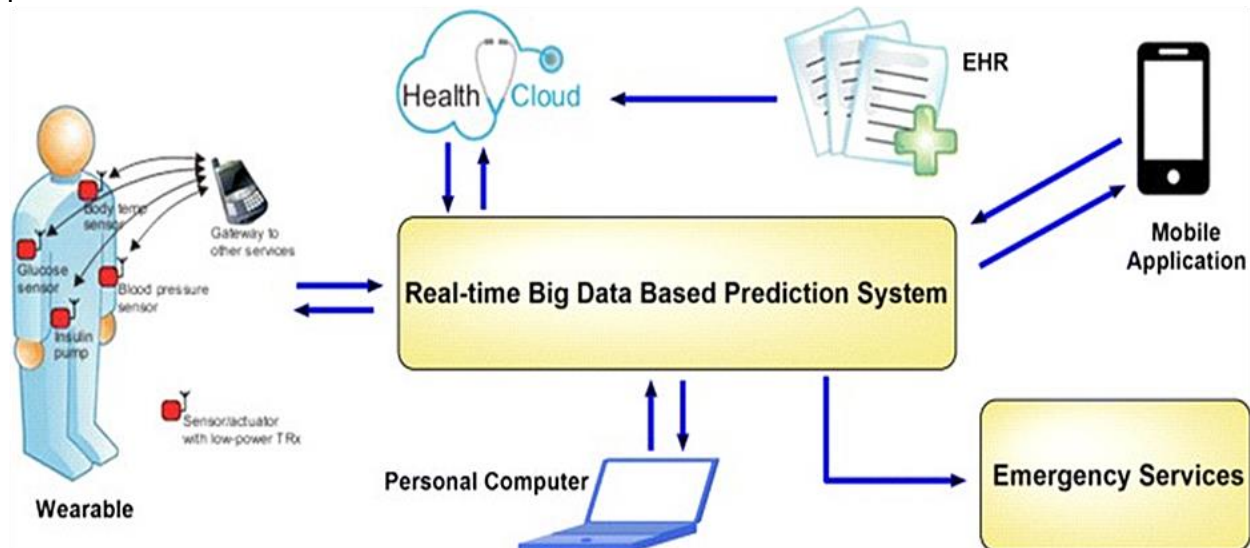 Health Cloud
EHR
Body temp
sensor
Gateway to
other services
Glucose
sensor
Blood pressure
sensor
Insulin
pump
Sensor/actuator
with low-power TRx
Wearable
Real-time Big Data Based Prediction System
Mobile
Application
Personal Computer
Emergency Services